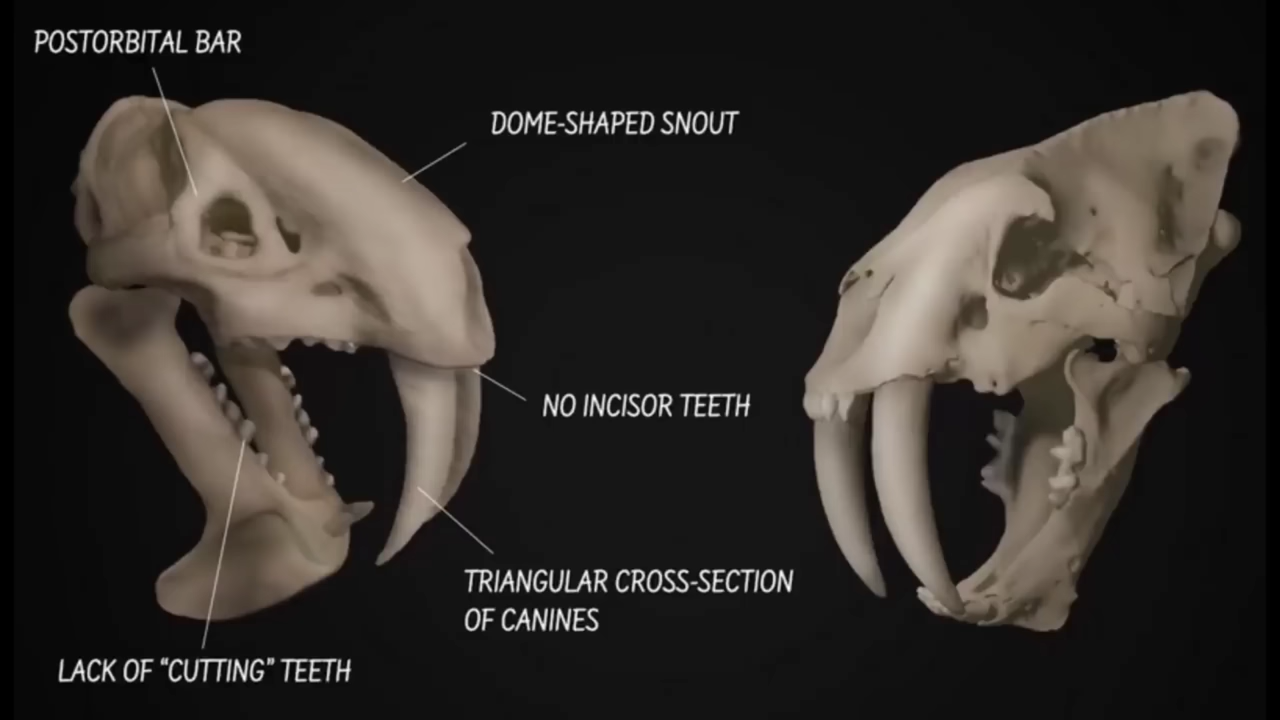 POSTORBITAL BAR
DOME-SHAPED SNOUT
NO INCISOR TEETH
TRIANGULAR CROSS-SECTION
OF CANINES
LACK OF “CUTTING” TEETH